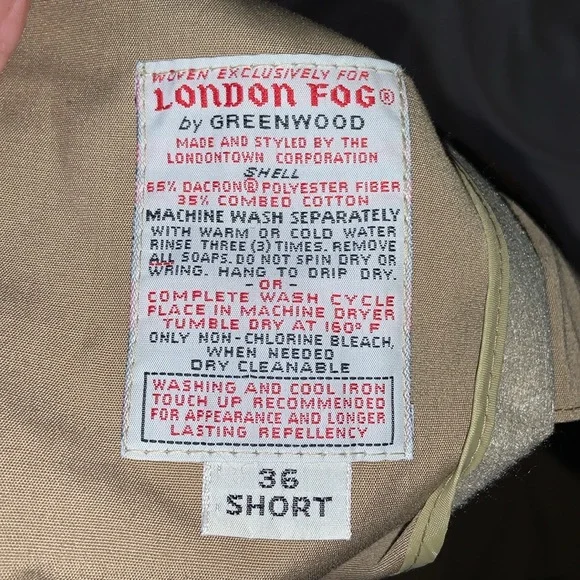 WOVEN EXCLUSIVELY FOR
LONDON FOG®
by GREENWOOD
MADE AND STYLED BY THE
LONDONTOWN CORPORATION
SHELL
65% DACRON® POLYESTER FIBER
35% COMBED COTTON
MACHINE WASH SEPARATELY
WITH WARM OR COLD WATER
RINSE THREE (3) TIMES. REMOVE
ALL SOAPS. DO NOT SPIN DRY OR
WRING. HANG TO DRIP DRY.
- OR -
COMPLETE WASH CYCLE
PLACE IN MACHINE DRYER
TUMBLE DRY AT 160° F
ONLY NON-CHLORINE BLEACH,
WHEN NEEDED
DRY CLEANABLE
WASHING AND COOL IRON
TOUCH UP RECOMMENDED
FOR APPEARANCE AND LONGER
LASTING REPELLENCY
36
SHORT